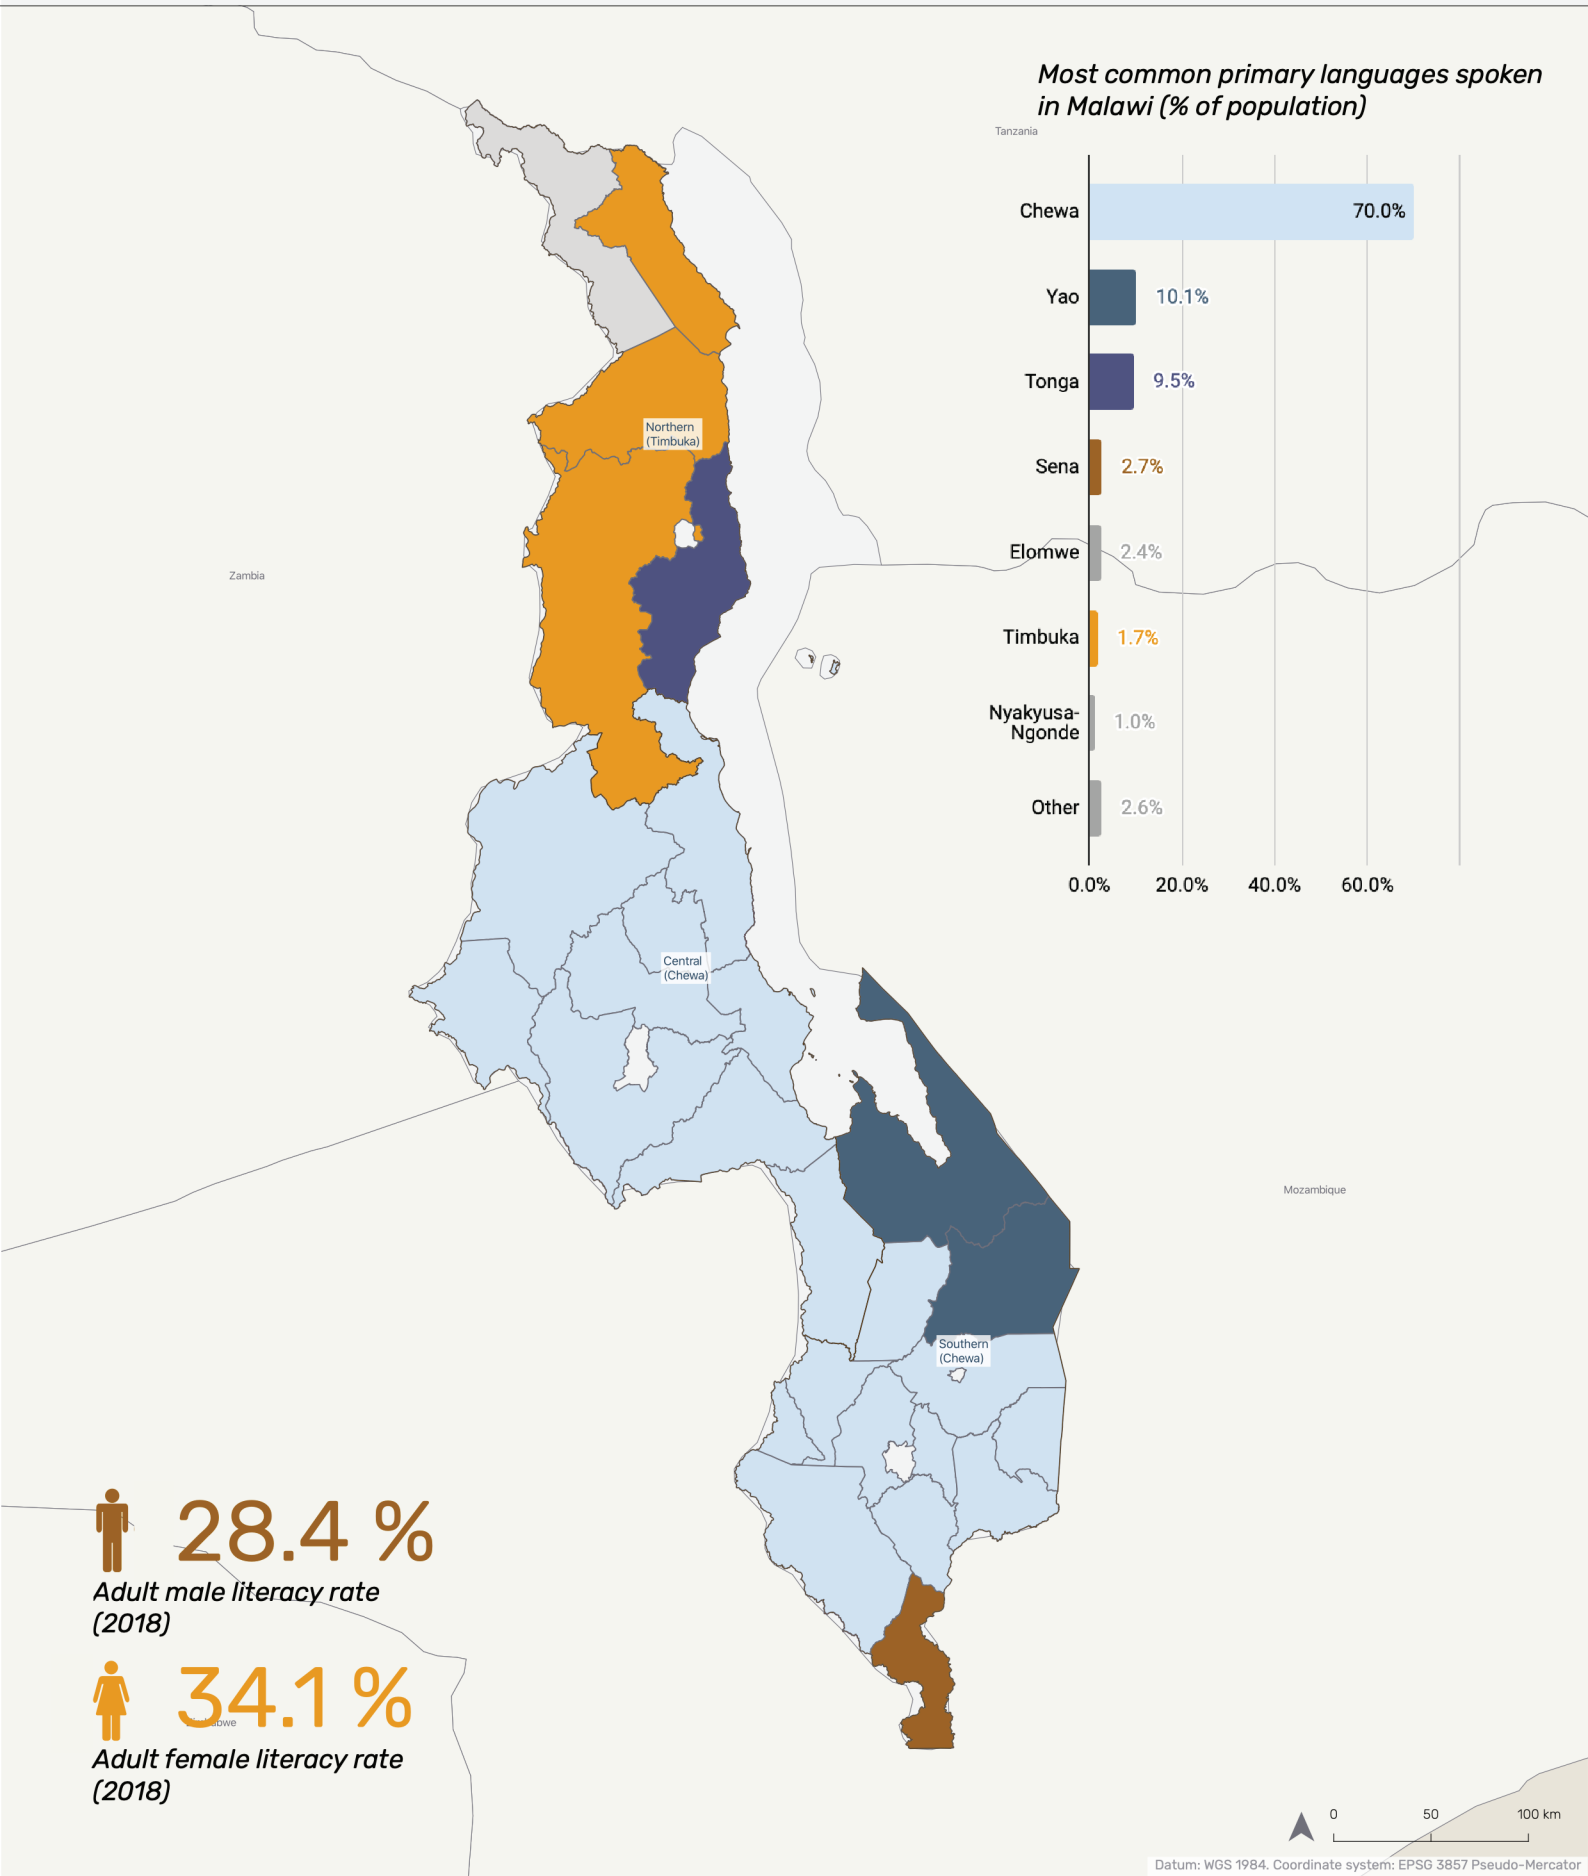 Most common primary languages spoken
in Malawi (% of population)
Tanzania
Chewa
70.0%
Yao
10.1%
Tonga
9.5%
Sena
2.7%
Elomwe
2.4%
Timbuka
1.7%
Nyakyusa-
Ngonde
1.0%
Other
2.6%
0.0% 20.0% 40.0% 60.0%
Northern
(Timbuka)
Zambia
Central
(Chewa)
Mozambique
Southern
(Chewa)
28.4 %
Adult male literacy rate
(2018)
34.1 %
Zimbabwe
Adult female literacy rate
(2018)
0 50 100 km
Datum: WGS 1984. Coordinate system: EPSG 3857 Pseudo-Mercator